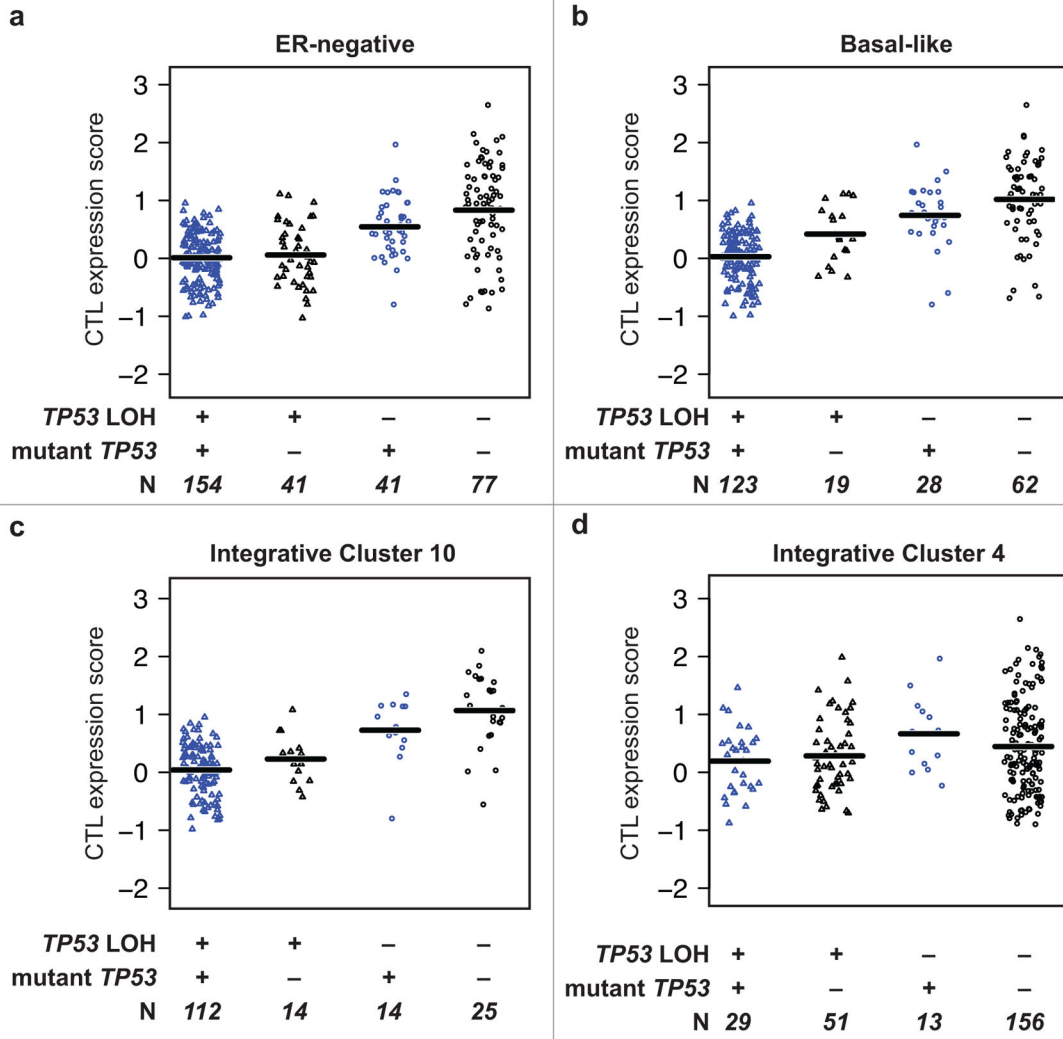 a
ER-negative
CTL expression score
3
2
1
0
−1
−2
TP53 LOH + + − −
mutant TP53 + − + −
N 154 41 41 77
b
Basal-like
CTL expression score
3
2
1
0
−1
−2
TP53 LOH + + − −
mutant TP53 + − + −
N 123 19 28 62
c
Integrative Cluster 10
CTL expression score
3
2
1
0
−1
−2
TP53 LOH + + − −
mutant TP53 + − + −
N 112 14 14 25
d
Integrative Cluster 4
CTL expression score
3
2
1
0
−1
−2
TP53 LOH + + − −
mutant TP53 + − + −
N 29 51 13 156